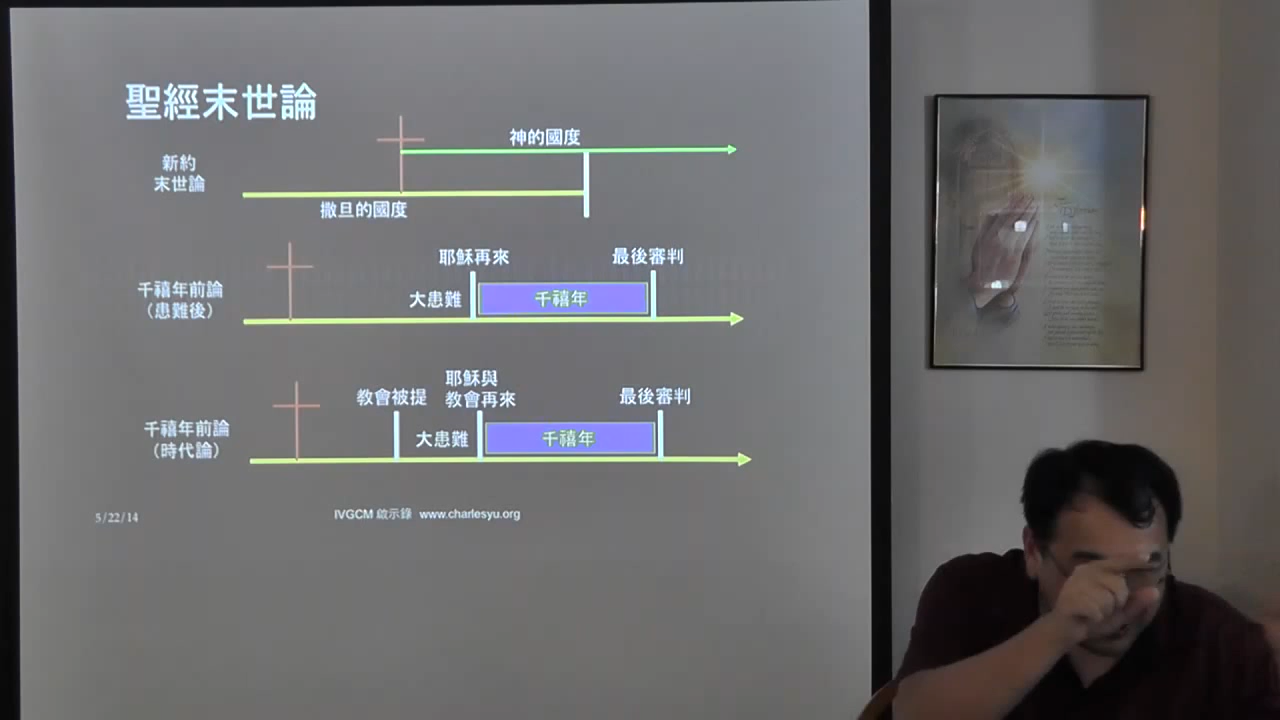 聖經末世論
神的國度
新約
末世論
撒旦的國度
耶穌再來
最後審判
千禧年前論
(患難後)
大患難
千禧年
耶穌與
教會再來
教會被提
最後審判
千禧年前論
(時代論)
大患難
千禧年
5/22/14
IVGCM 啟示錄 www.charlesyu.org